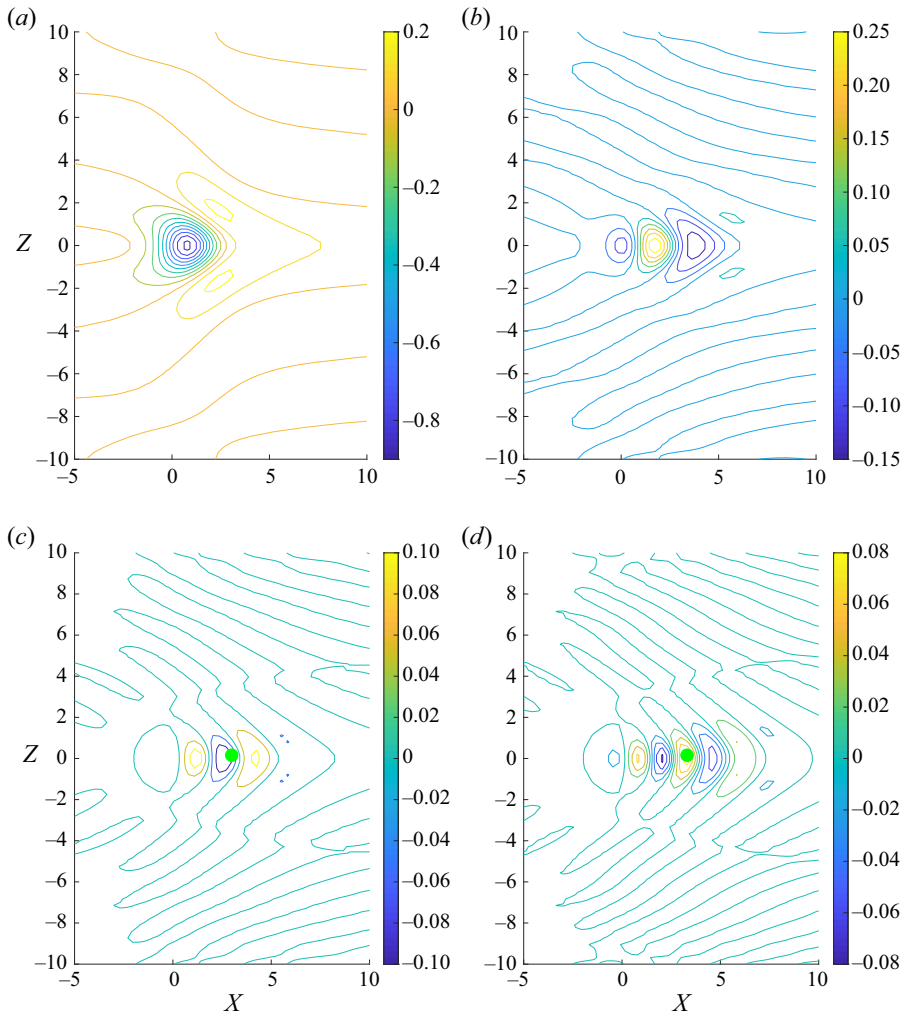 (a) (b)
10 0.2 10 0.25
8 8 0.20
6 0 6
4 4 0.15
2 –0.2 2 0.10
Z 0 0 0.05
–2 –0.4 –2 0
–4 –4
–6 –0.6 –6 –0.05
–8 –0.8 –8 –0.10
–10 –10 –0.15
–5 0 5 10 –5 0 5 10
(c) (d)
10 0.10 10 0.08
8 0.08 8 0.06
6 0.06 6
4 0.04 4 0.04
2 0.02 2 0.02
Z 0 0 0 0
–2 –0.02 –2 –0.02
–4 –0.04 –4
–6 –0.06 –6 –0.04
–8 –0.08 –8 –0.06
–10 –0.10 –10 –0.08
–5 0 5 10 –5 0 5 10
X X